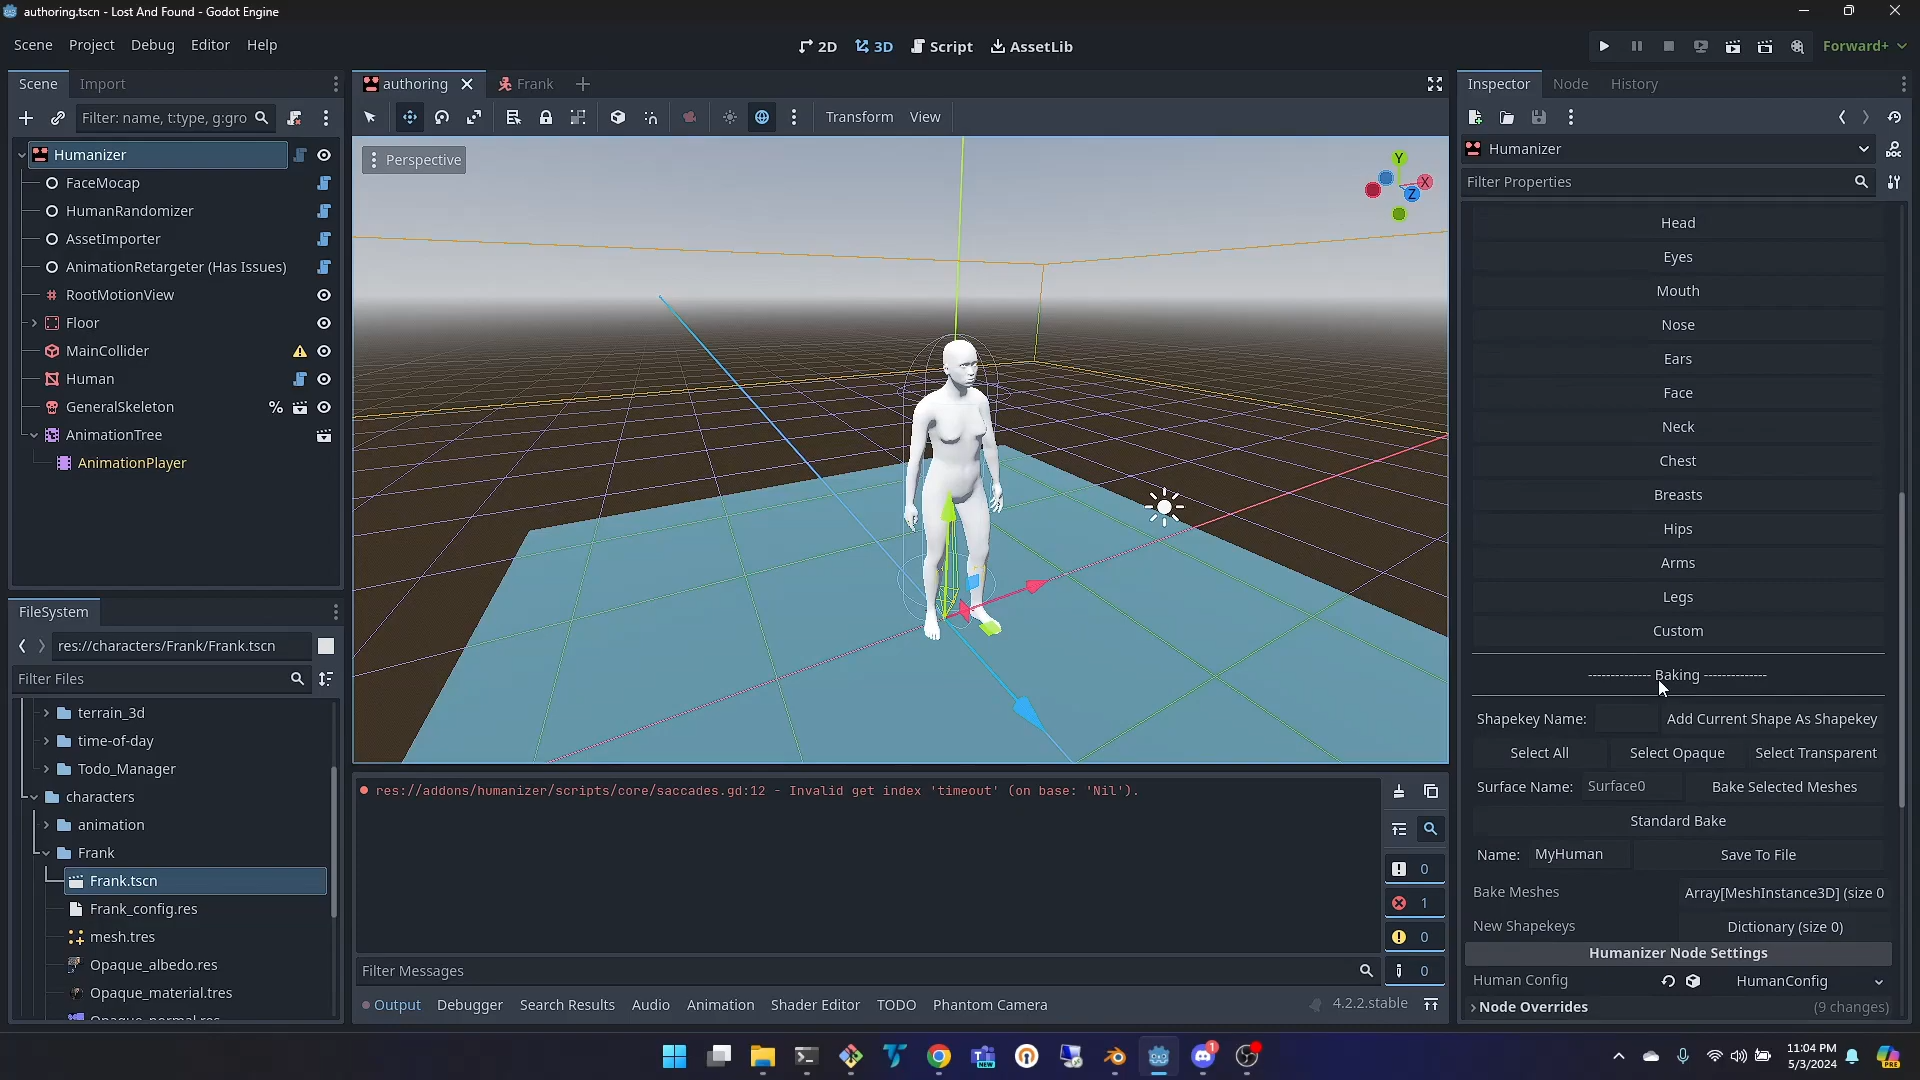 authoring.tscn - Lost And Found - Godot Engine
Scene Project Debug Editor Help
2D 3D Script AssetLib
Forward+
Scene Import
authoring Frank
Inspector Node History
Filter: name, t:type, g:gro
Transform View
Humanizer
FaceMocap
HumanRandomizer
AssetImporter
AnimationRetargeter (Has Issues)
RootMotionView
Floor
MainCollider
Human
GeneralSkeleton
AnimationTree
AnimationPlayer
FileSystem
res://characters/Frank/Frank.tscn
Filter Files
terrain_3d
time-of-day
Todo_Manager
characters
animation
Frank
Frank.tscn
Frank_config.res
mesh.tres
Opaque_albedo.res
Opaque_material.tres
Opaque_normal.res
Perspective
Y
X
Z
res://addons/humanizer/scripts/core/saccades.gd:12 - Invalid get index 'timeout' (on base: 'Nil').
0
1
0
0
Filter Messages
Output Debugger Search Results Audio Animation Shader Editor TODO Phantom Camera
4.2.2.stable
Humanizer
DOC
Filter Properties
Head
Eyes
Mouth
Nose
Ears
Face
Neck
Chest
Breasts
Hips
Arms
Legs
Custom
-------------- Baking --------------
Shapekey Name: Add Current Shape As Shapekey
Select All Select Opaque Select Transparent
Surface Name: Surface0 Bake Selected Meshes
Standard Bake
Name: MyHuman Save To File
Bake Meshes Array[MeshInstance3D] (size 0
New Shapekeys Dictionary (size 0)
Humanizer Node Settings
Human Config HumanConfig
Node Overrides (9 changes)
NEW
1
11:04 PM
5/3/2024
PRE